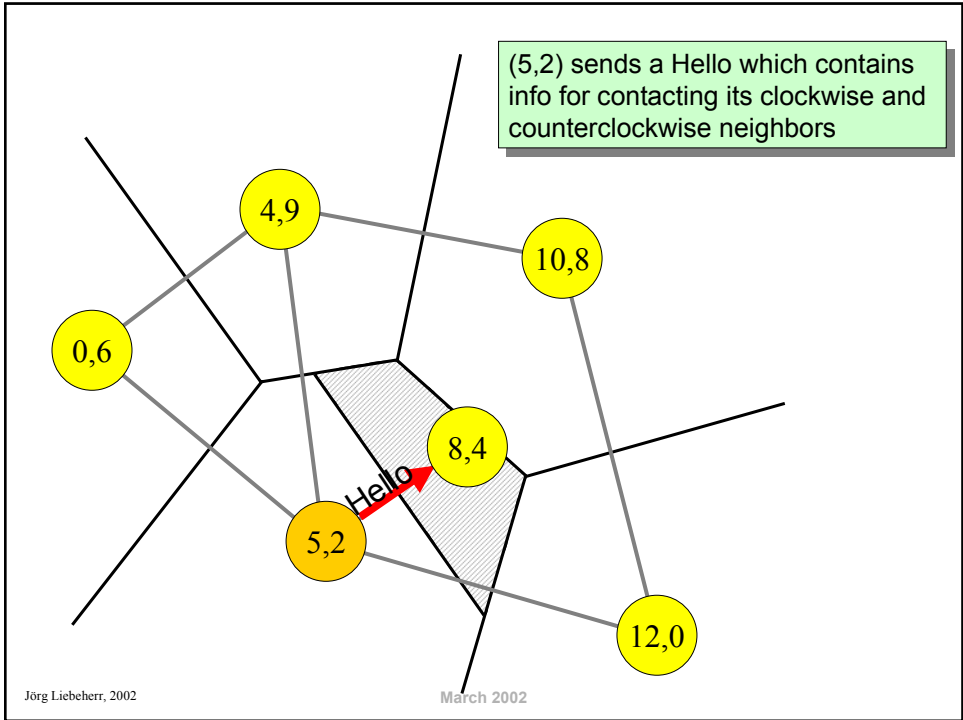 (5,2) sends a Hello which contains
info for contacting its clockwise and
counterclockwise neighbors
4,9
10,8
0,6
8,4
Hello
5,2
12,0
Jörg Liebeherr, 2002
March 2002